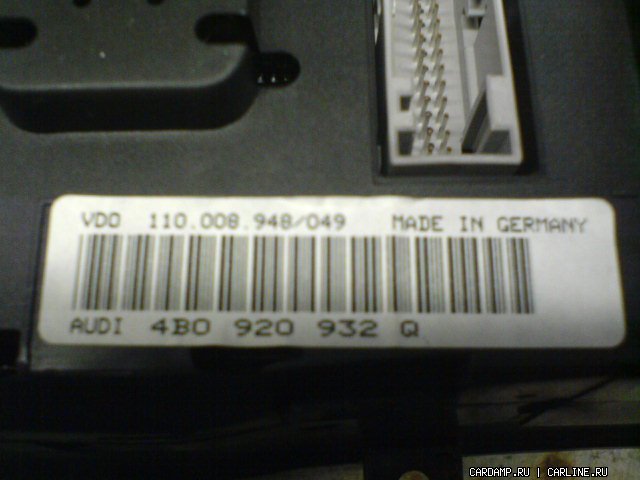 VDO 110.008.948/049 MADE IN GERMANY
AUDI 4B0 920 932 Q
CARDAMP.RU | CARLINE.RU